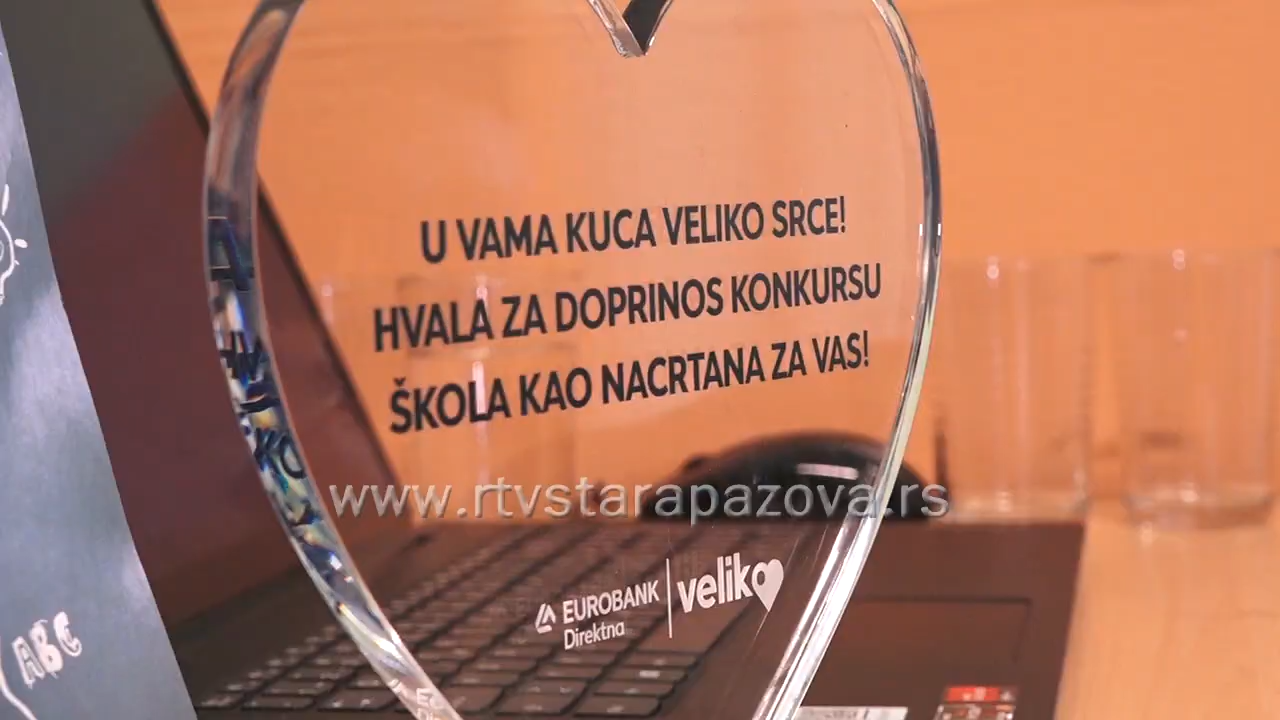 U VAMA KUCA VELIKO SRCE!
HVALA ZA DOPRINOS KONKURSU
ŠKOLA KAO NACRTANA ZA VAS!
www.rtvstarapazova.rs
EUROBANK
Direktna
veliko
ABC